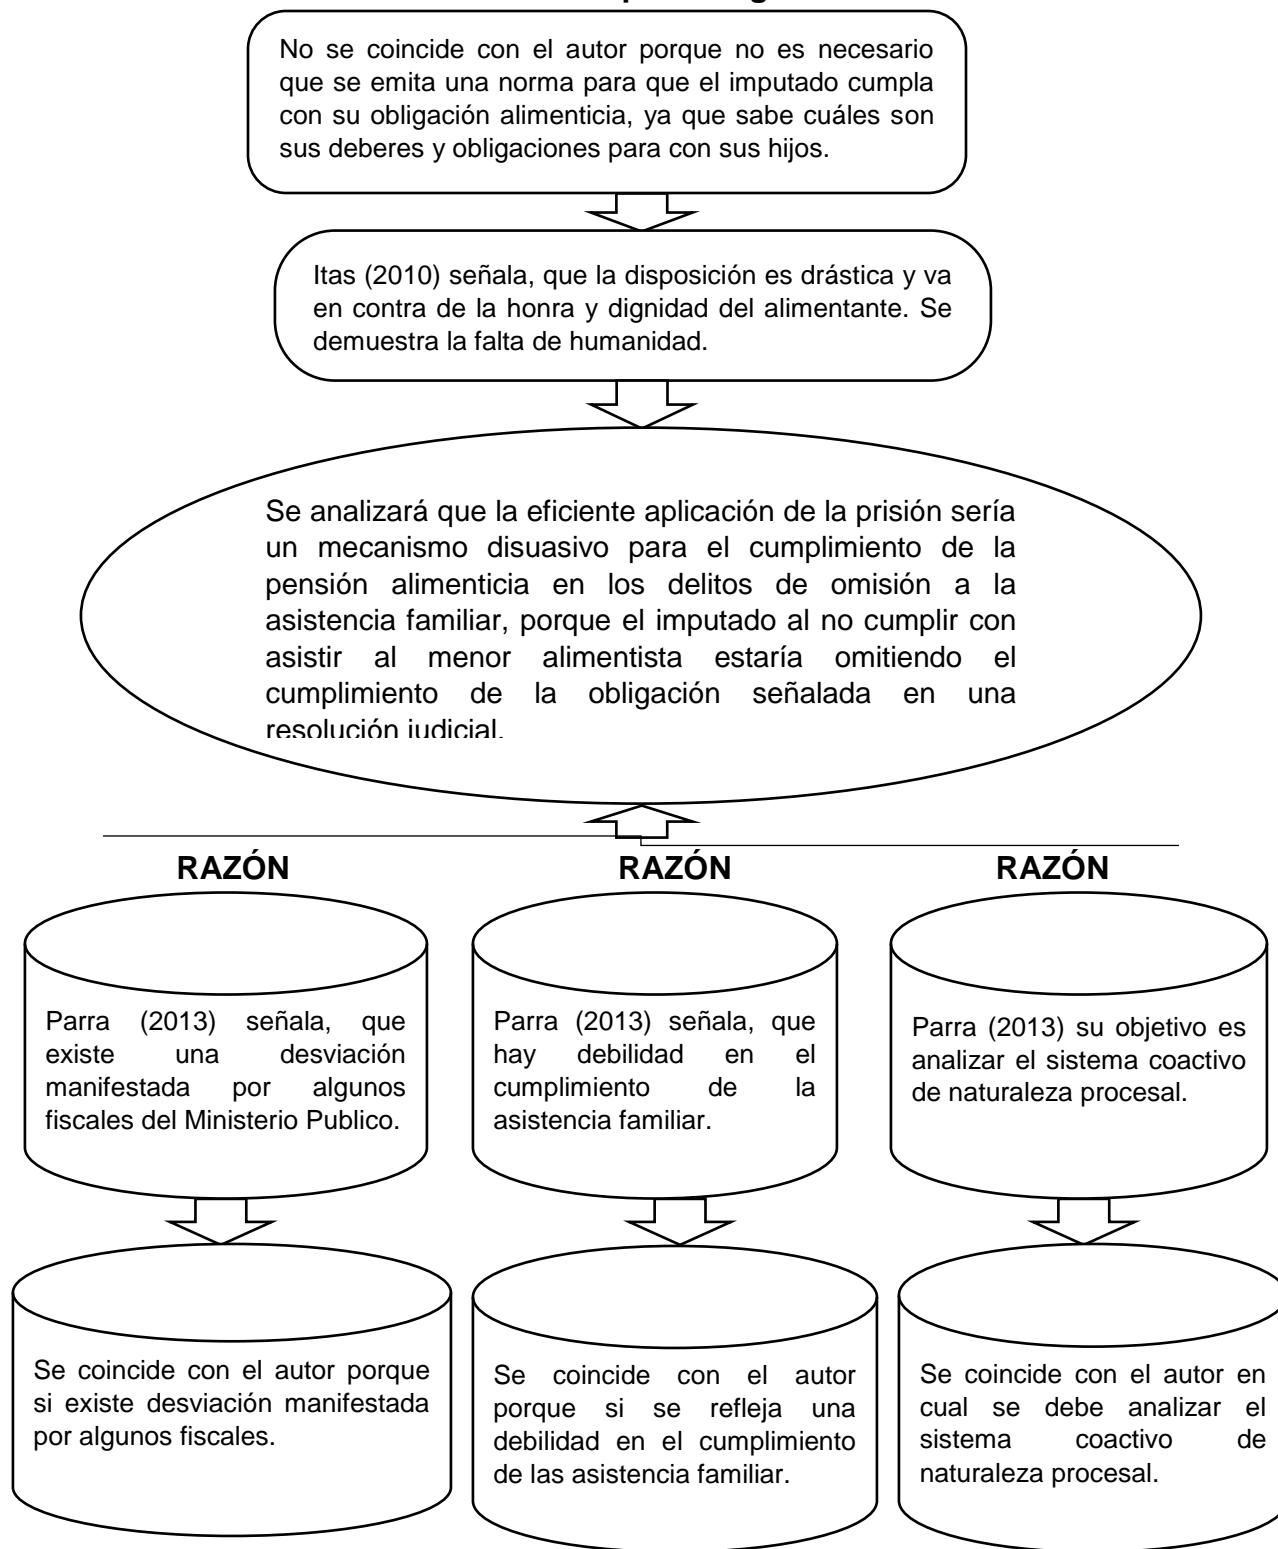 No se coincide con el autor porque no es necesario
que se emita una norma para que el imputado cumpla
con su obligación alimenticia, ya que sabe cuáles son
sus deberes y obligaciones para con sus hijos.
Itas (2010) señala, que la disposición es drástica y va
en contra de la honra y dignidad del alimentante. Se
demuestra la falta de humanidad.
Se analizará que la eficiente aplicación de la prisión sería
un mecanismo disuasivo para el cumplimiento de la
pensión alimenticia en los delitos de omisión a la
asistencia familiar, porque el imputado al no cumplir con
asistir al menor alimentista estaría omitiendo el
cumplimiento de la obligación señalada en una
resolución judicial.
RAZÓN
Parra (2013) señala, que
existe una desviación
manifestada por algunos
fiscales del Ministerio Publico.
Se coincide con el autor porque
si existe desviación manifestada
por algunos fiscales.
RAZÓN
Parra (2013) señala, que
hay debilidad en el
cumplimiento de la
asistencia familiar.
Se coincide con el autor
porque si se refleja una
debilidad en el cumplimiento
de las asistencia familiar.
RAZÓN
Parra (2013) su objetivo es
analizar el sistema coactivo
de naturaleza procesal.
Se coincide con el autor en
cual se debe analizar el
sistema coactivo de
naturaleza procesal.